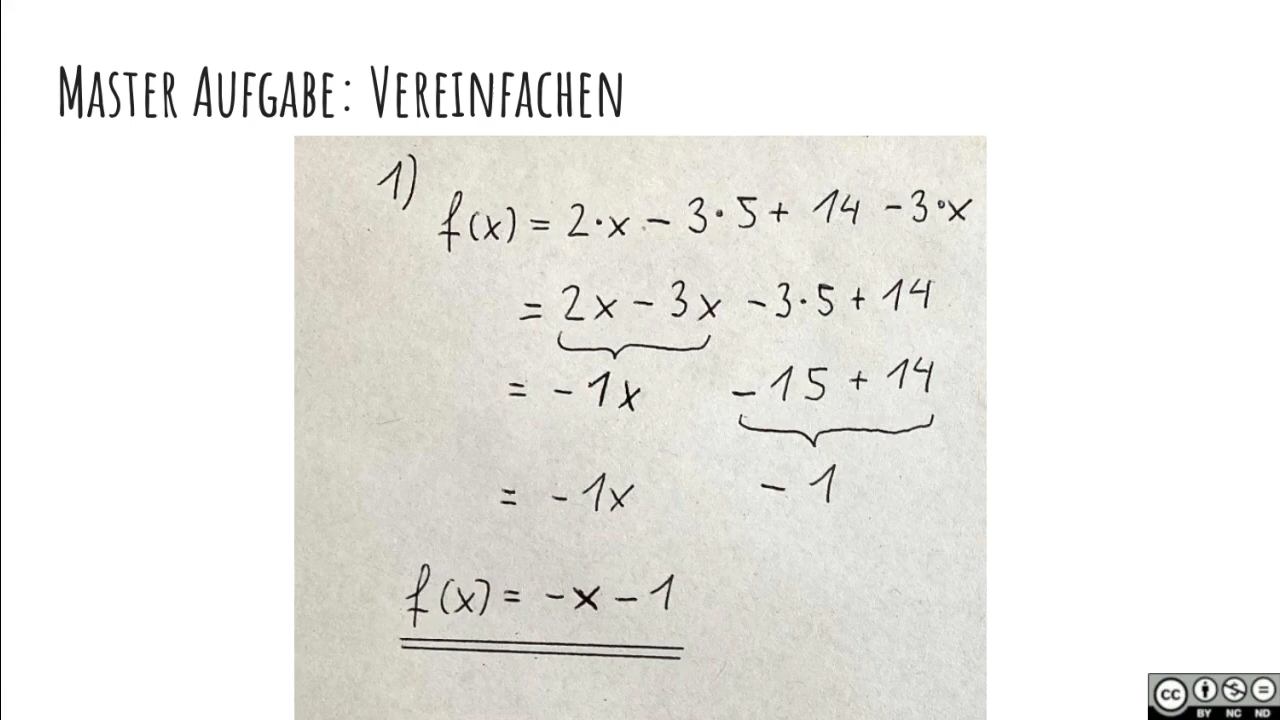 MASTER AUFGABE: VEREINFACHEN
1)
f(x) = 2·x − 3·5 + 14 − 3·x
= 2x − 3x − 3·5 + 14
= −1x − 15 + 14
= −1x − 1
f(x) = −x − 1
cc BY NC ND